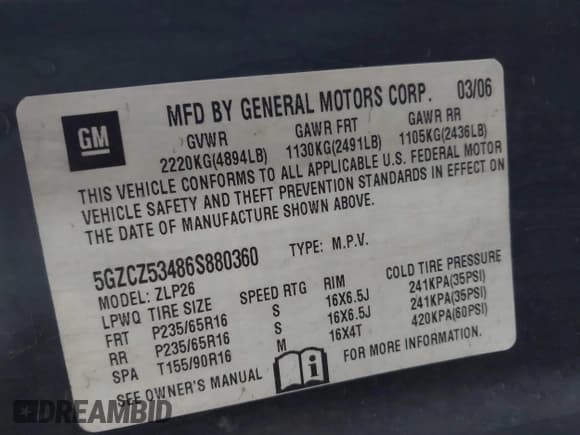 GM
MFD BY GENERAL MOTORS CORP. 03/06
GVWR GAWR FRT GAWR RR
2220KG(4894LB) 1130KG(2491LB) 1105KG(2436LB)
THIS VEHICLE CONFORMS TO ALL APPLICABLE U.S. FEDERAL MOTOR
VEHICLE SAFETY AND THEFT PREVENTION STANDARDS IN EFFECT ON
THE DATE OF MANUFACTURE SHOWN ABOVE.
5GZCZ53486S880360 TYPE: M.P.V.
MODEL: ZLP26
LPWQ TIRE SIZE SPEED RTG RIM COLD TIRE PRESSURE
FRT P235/65R16 S 16X6.5J 241KPA(35PSI)
RR P235/65R16 S 16X6.5J 241KPA(35PSI)
SPA T155/90R16 M 16X4T 420KPA(60PSI)
SEE OWNER'S MANUAL i FOR MORE INFORMATION.
DREAMBID